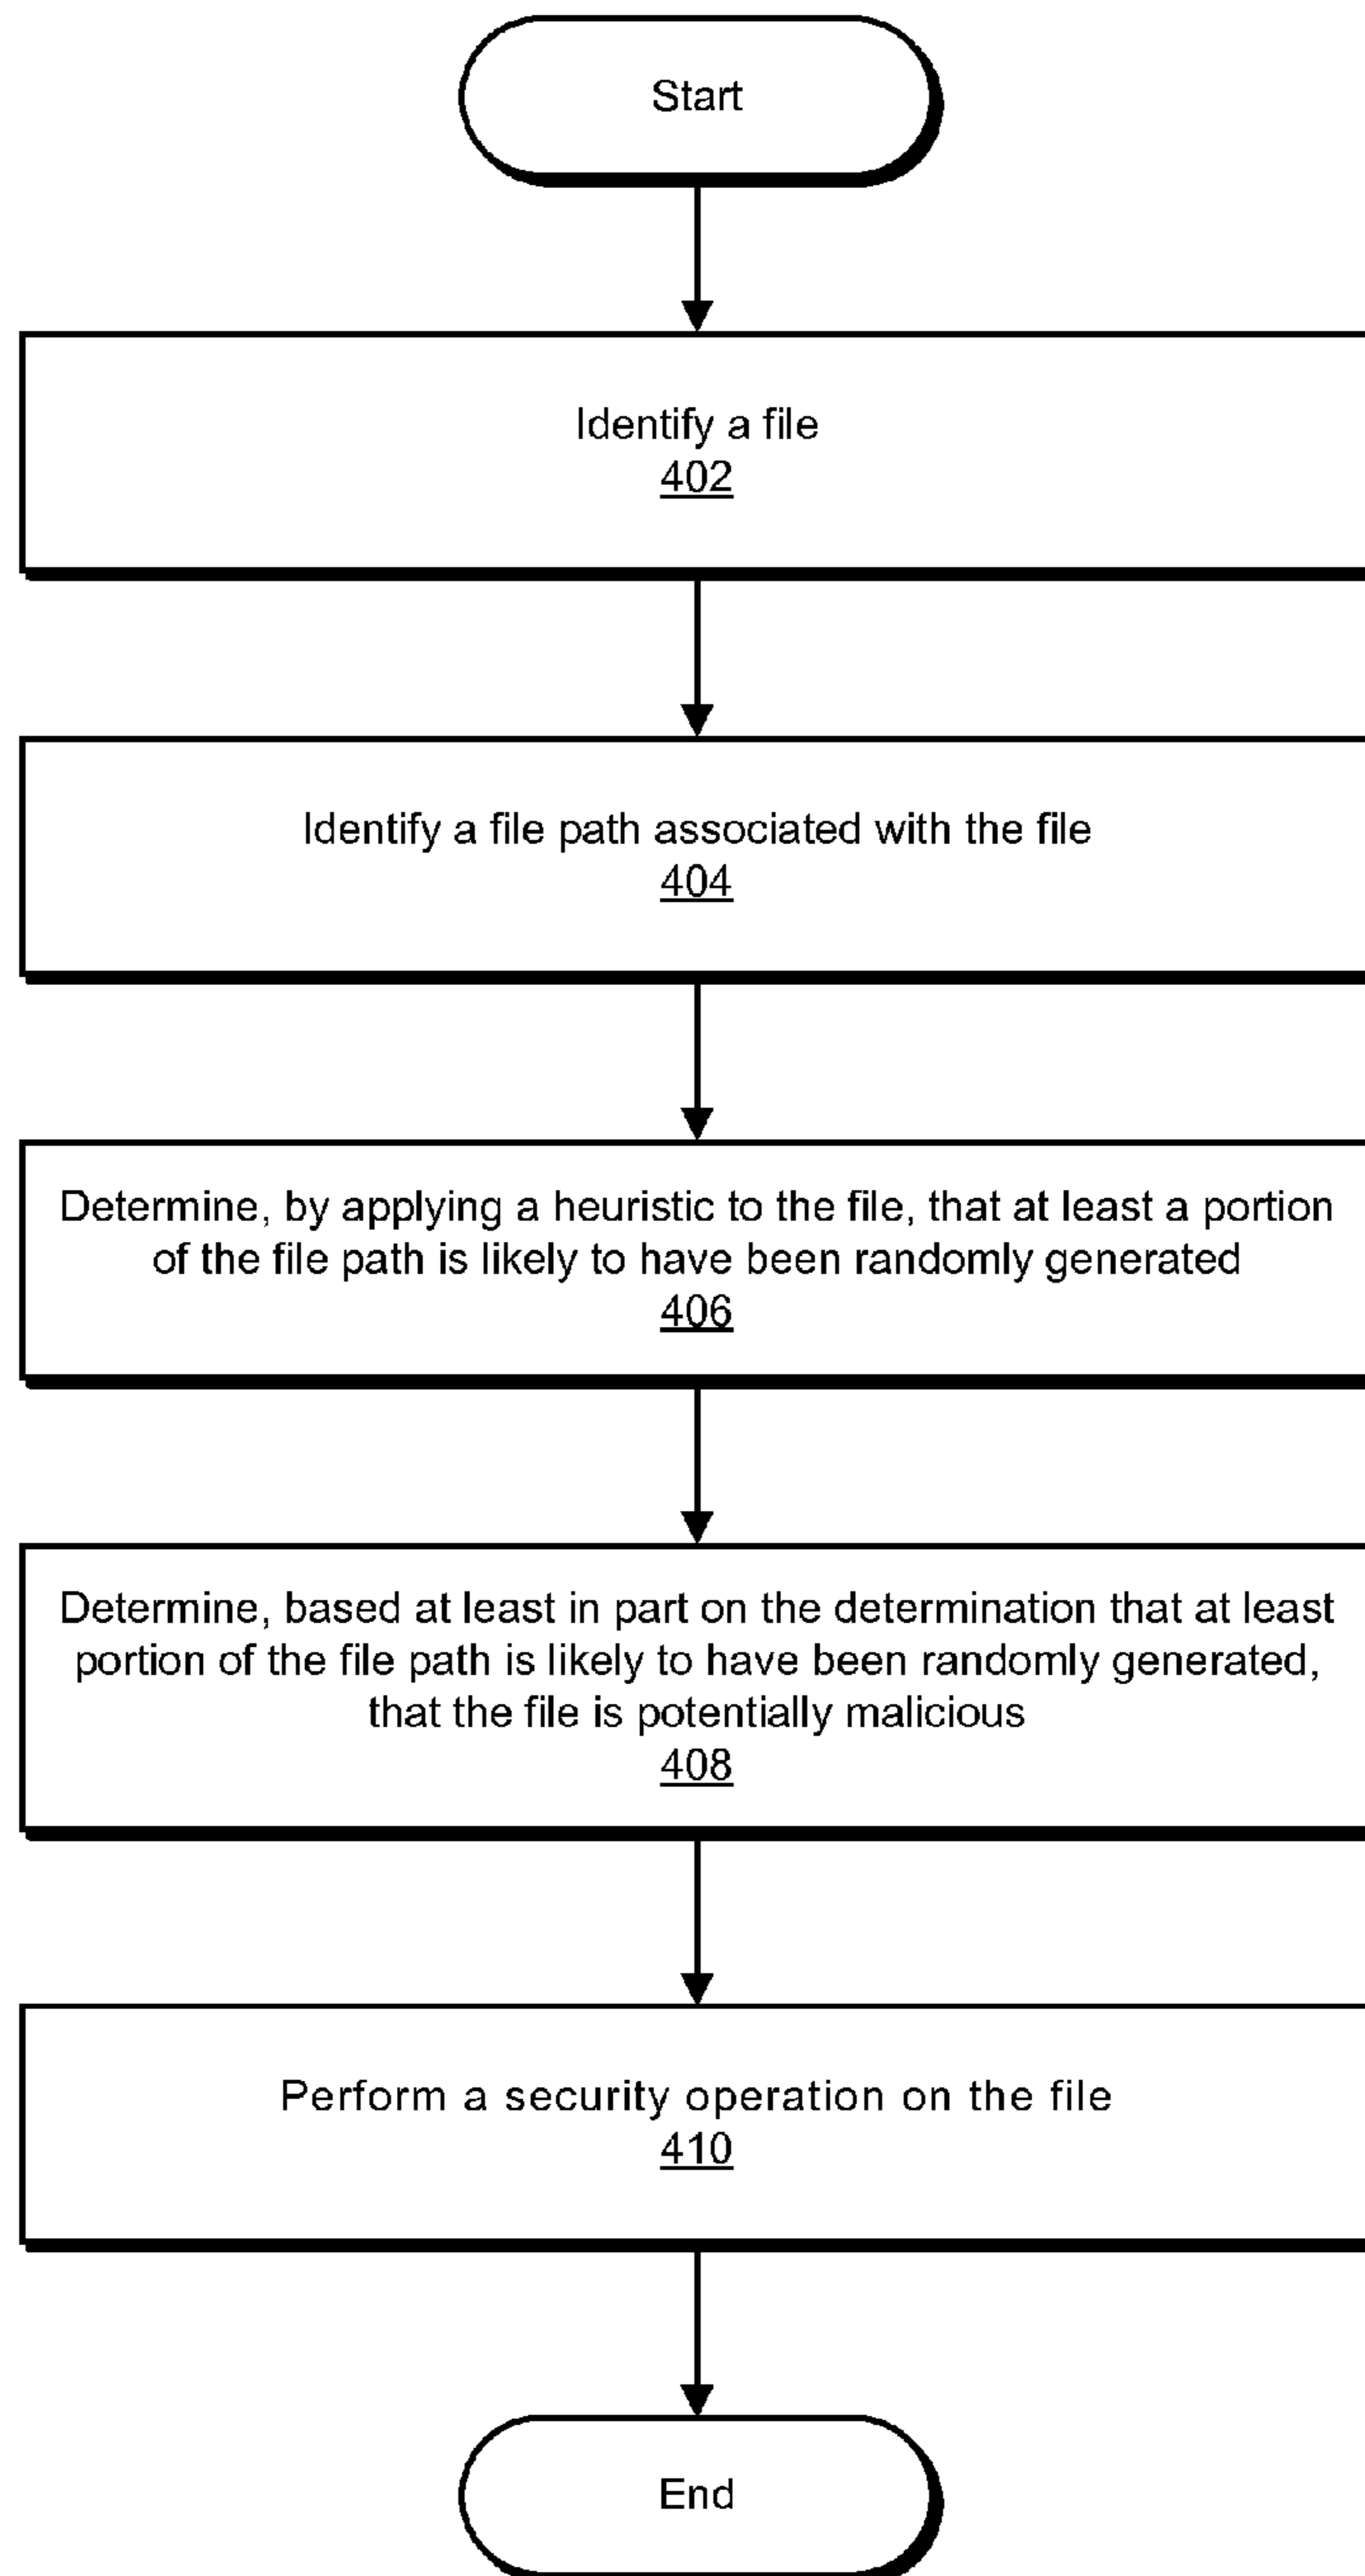 Start
Identify a file
402
Identify a file path associated with the file
404
Determine, by applying a heuristic to the file, that at least a portion
of the file path is likely to have been randomly generated
406
Determine, based at least in part on the determination that at least
portion of the file path is likely to have been randomly generated,
that the file is potentially malicious
408
Perform a security operation on the file
410
End